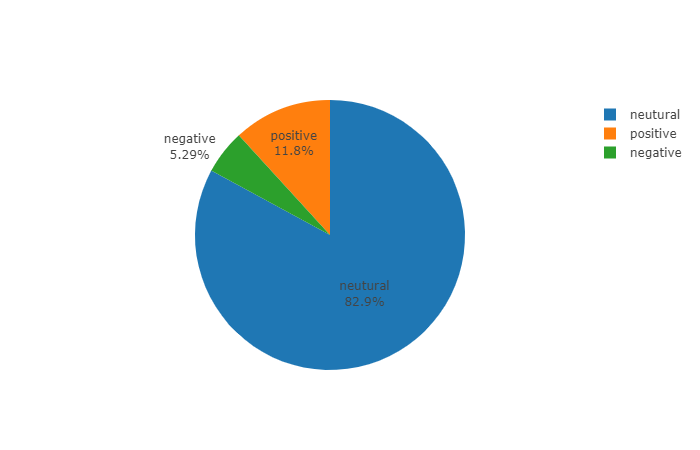 negative
5.29%
positive
11.8%
neutural
82.9%
neutural
positive
negative